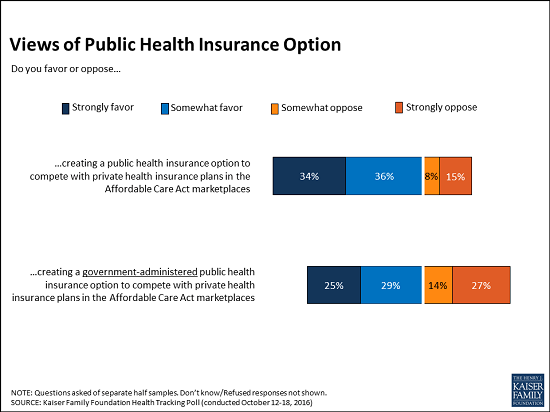 Views of Public Health Insurance Option
Do you favor or oppose…
Strongly favor
Somewhat favor
Somewhat oppose
Strongly oppose
…creating a public health insurance option to
compete with private health insurance plans in the
Affordable Care Act marketplaces
34%
36%
8%
15%
…creating a government-administered public health
insurance option to compete with private health
insurance plans in the Affordable Care Act marketplaces
25%
29%
14%
27%
NOTE: Questions asked of separate half samples. Don’t know/Refused responses not shown.
SOURCE: Kaiser Family Foundation Health Tracking Poll (conducted October 12-18, 2016)
THE HENRY J.
KAISER
FAMILY
FOUNDATION